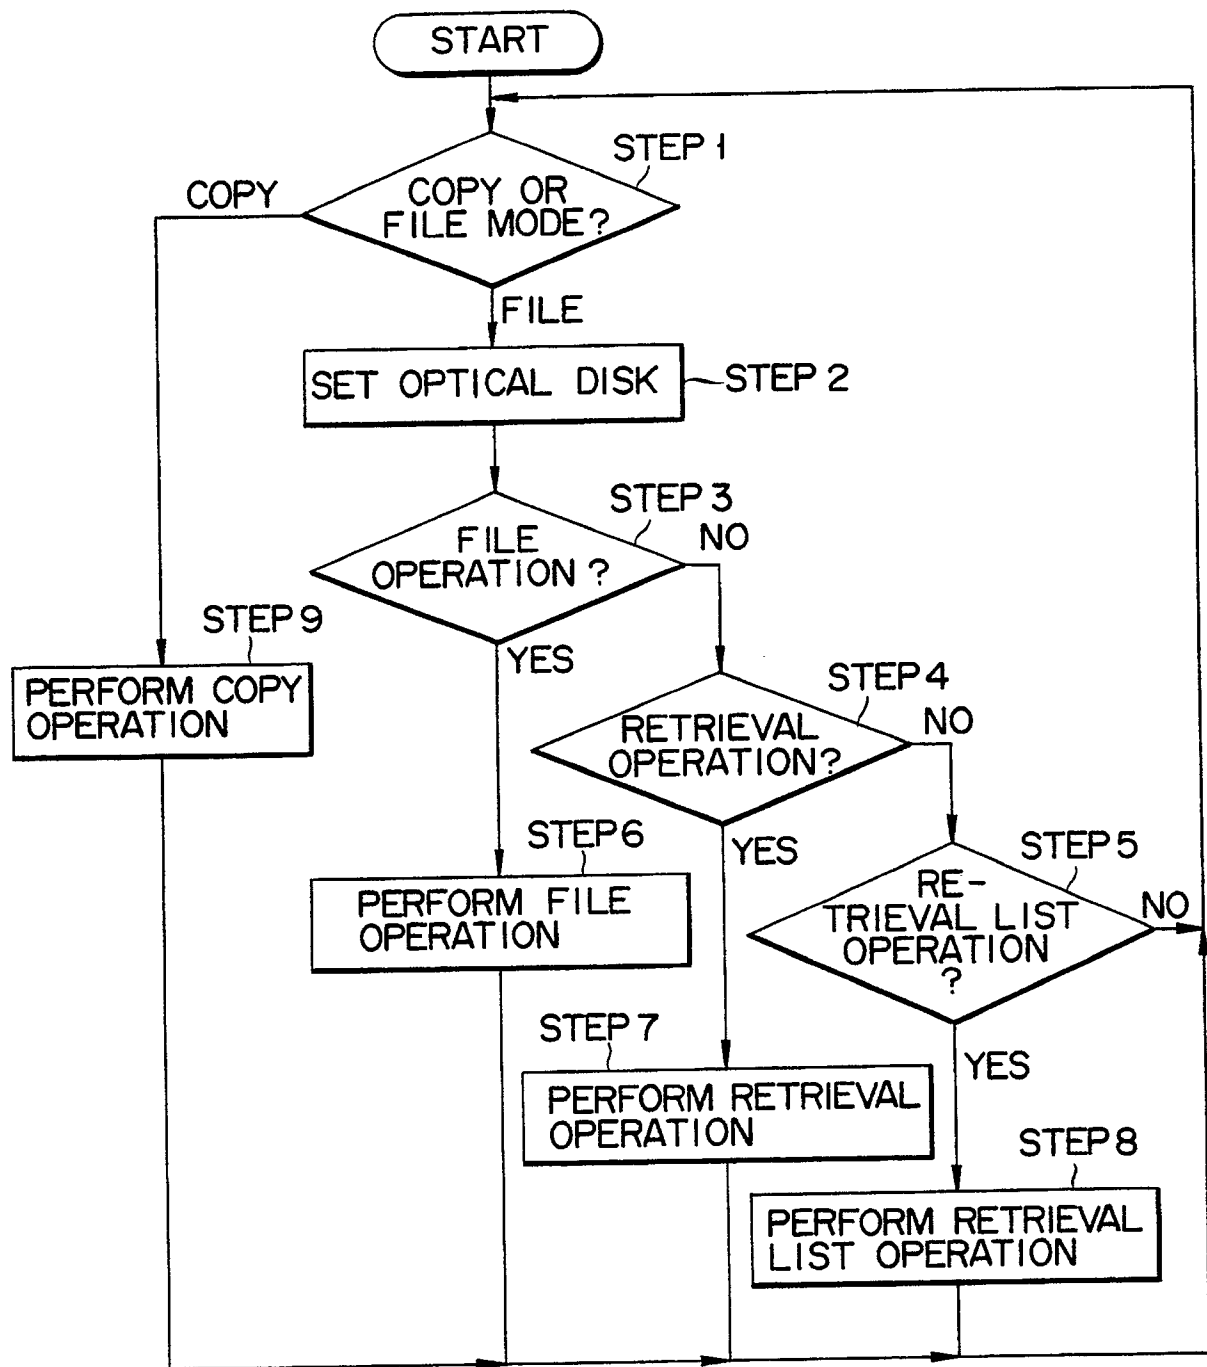 START
STEP 1
COPY
COPY OR
FILE MODE?
FILE
SET OPTICAL DISK
STEP 2
STEP 3
FILE
OPERATION ?
NO
STEP 9
YES
PERFORM COPY
OPERATION
STEP 4
RETRIEVAL
OPERATION?
NO
STEP 6
YES
STEP 5
PERFORM FILE
OPERATION
RE-
TRIEVAL LIST
OPERATION
?
NO
STEP 7
YES
PERFORM RETRIEVAL
OPERATION
STEP 8
PERFORM RETRIEVAL
LIST OPERATION